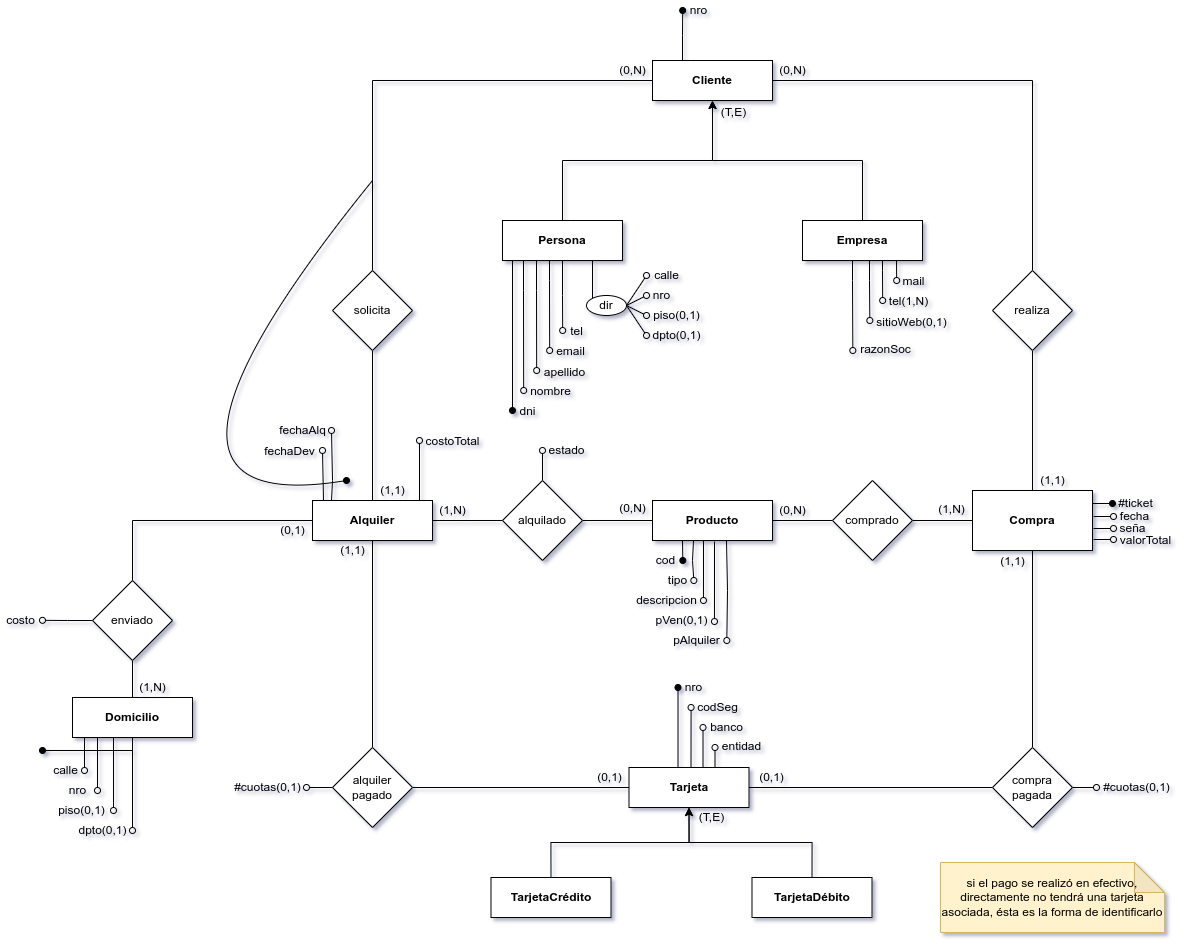 nro
(0,N)
Cliente
(0,N)
(T,E)
Persona
Empresa
calle
nro
piso(0,1)
dpto(0,1)
dir
tel
email
apellido
nombre
dni
mail
tel(1,N)
sitioWeb(0,1)
razonSoc
solicita
realiza
fechaAlq
fechaDev
costoTotal
(1,1)
Alquiler
(0,1)
(1,1)
(1,N)
estado
alquilado
(0,N)
Producto
(0,N)
comprado
(1,N)
(1,1)
Compra
(1,1)
#ticket
fecha
seña
valorTotal
cod
tipo
descripcion
pVen(0,1)
pAlquiler
costo
enviado
(1,N)
Domicilio
calle
nro
piso(0,1)
dpto(0,1)
nro
codSeg
banco
entidad
#cuotas(0,1)
alquiler
pagado
(0,1)
Tarjeta
(0,1)
compra
pagada
#cuotas(0,1)
(T,E)
TarjetaCrédito
TarjetaDébito
si el pago se realizó en efectivo,
directamente no tendrá una tarjeta
asociada, ésta es la forma de identificarlo